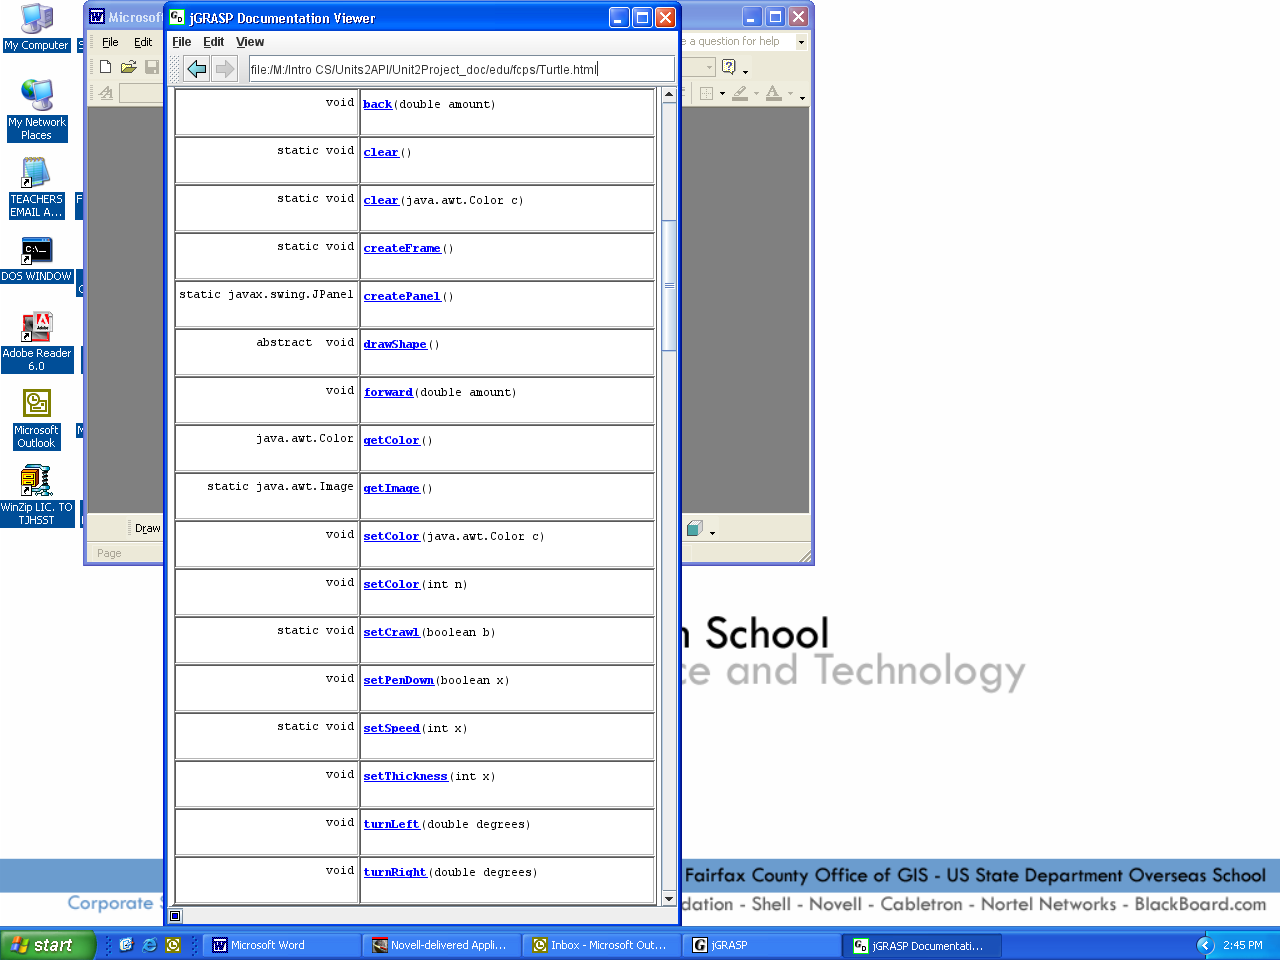 My Computer
My Network
Places
TEACHERS
EMAIL A...
DOS WINDOW
Adobe Reader
6.0
Microsoft
Outlook
WinZip LIC. TO
TJHSST
Microsoft
File Edit
e a question for help
Draw
Page
jGRASP Documentation Viewer
File Edit View
file:/M:/Intro CS/Units2API/Unit2Project_doc/edu/fcps/Turtle.html
void back(double amount)
static void clear()
static void clear(java.awt.Color c)
static void createFrame()
static javax.swing.JPanel createPanel()
abstract void drawShape()
void forward(double amount)
java.awt.Color getColor()
static java.awt.Image getImage()
void setColor(java.awt.Color c)
void setColor(int n)
static void setCrawl(boolean b)
void setPenDown(boolean x)
static void setSpeed(int x)
void setThickness(int x)
void turnLeft(double degrees)
void turnRight(double degrees)
School
and Technology
Fairfax County Office of GIS - US State Department Overseas School
Corporate
- Shell - Novell - Cabletron - Nortel Networks - BlackBoard.com
start
Microsoft Word
Novell-delivered Appli...
Inbox - Microsoft Out...
jGRASP
jGRASP Documentati...
2:45 PM